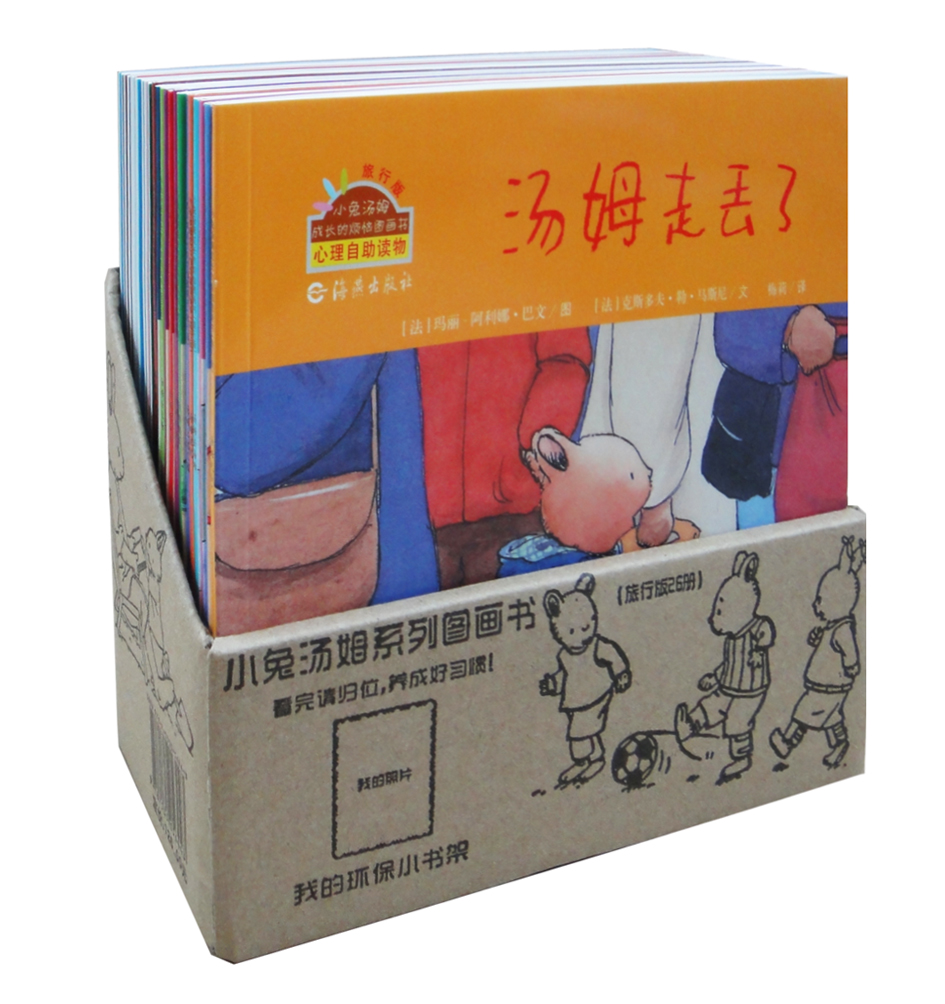 旅行版
小兔汤姆
成长的烦恼图画书
心理自助读物
海燕出版社
汤姆走丢了
[法]玛丽·阿利娜·巴文/图 [法]克斯多夫·勒·马斯尼/文 杨莉/译
小兔汤姆系列图画书
【旅行版26册】
看完请归位,养成好习惯!
我的照片
我的环保小书架